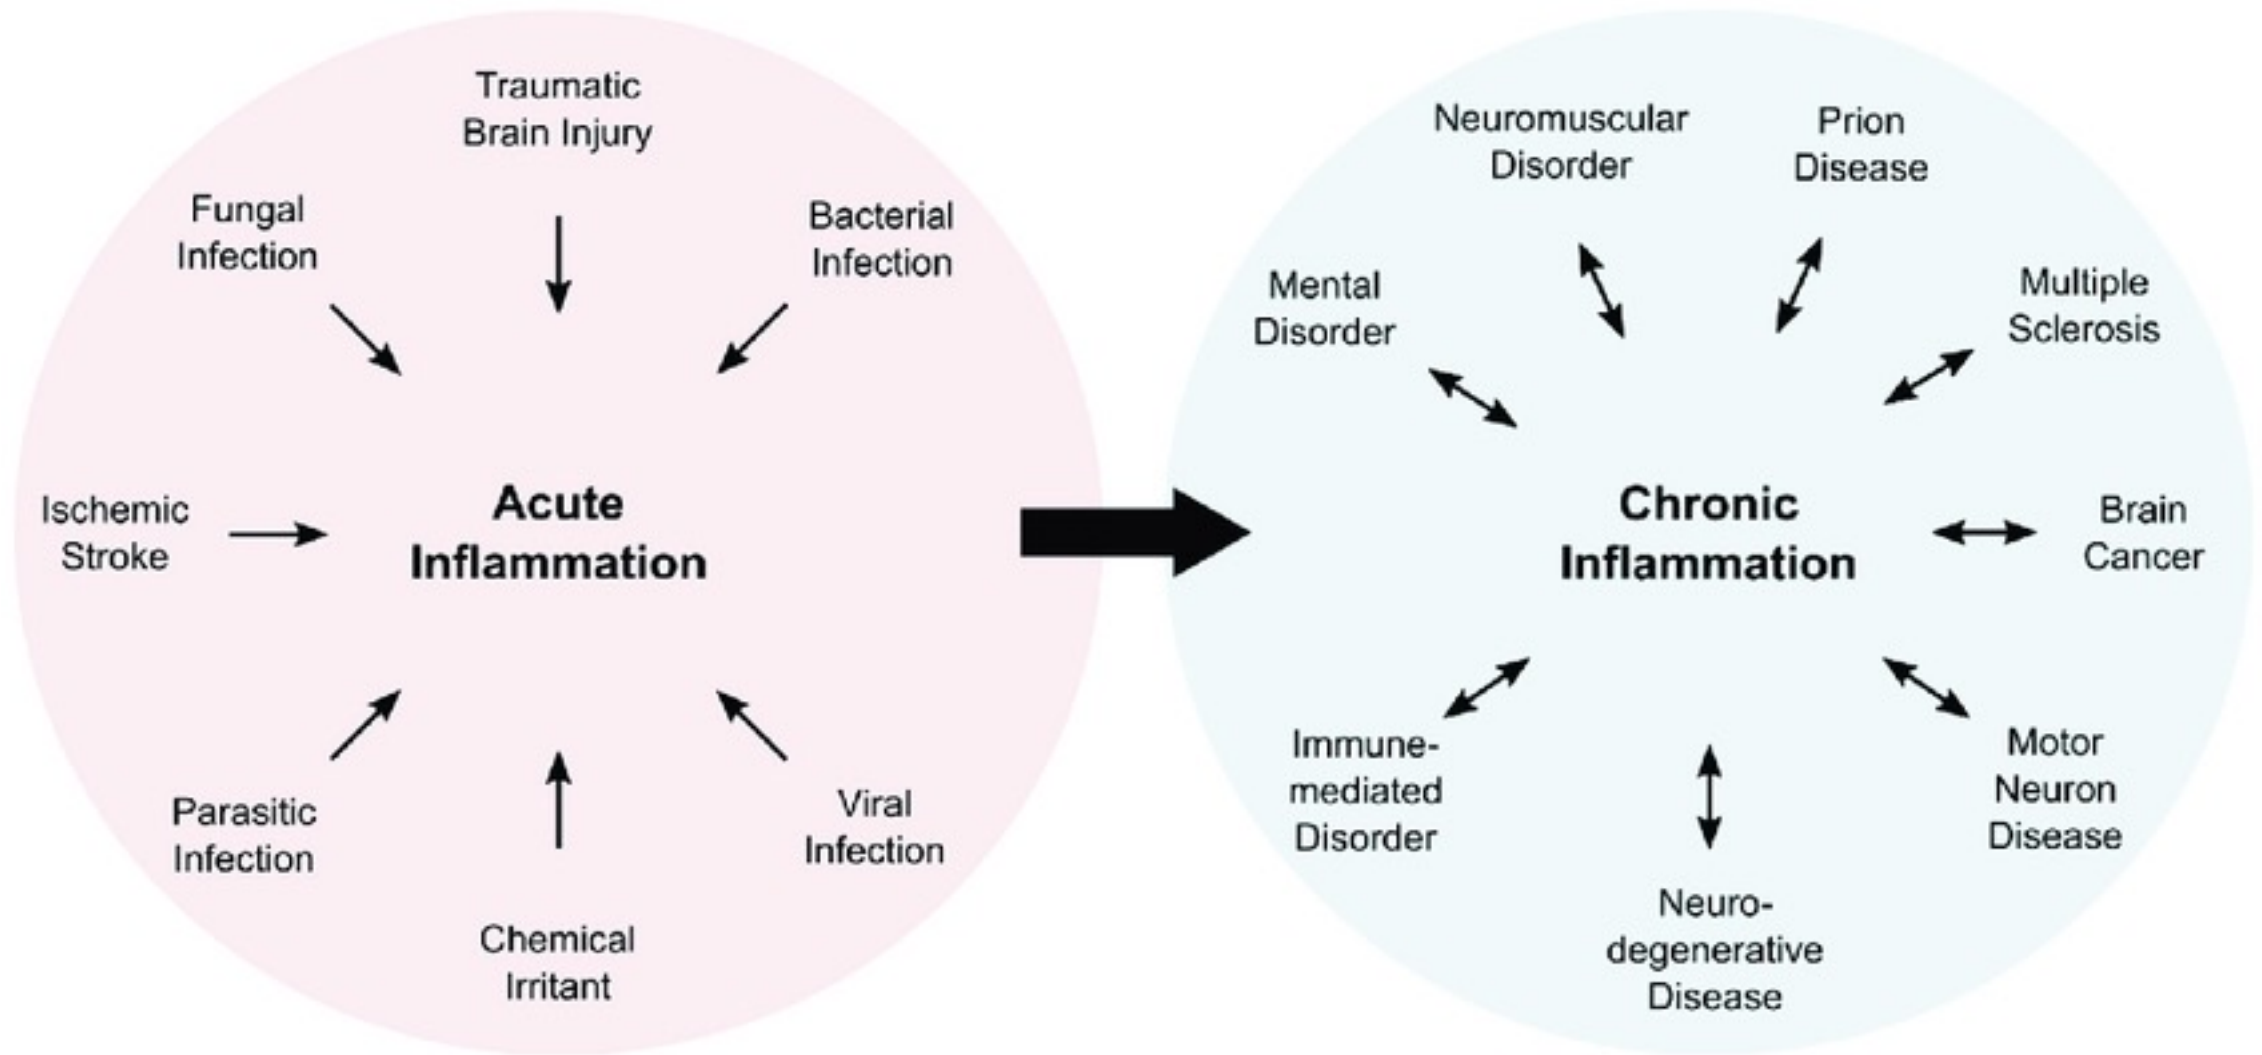 Traumatic
Brain Injury
Fungal
Infection
Bacterial
Infection
Ischemic
Stroke
Acute
Inflammation
Parasitic
Infection
Viral
Infection
Chemical
Irritant
Neuromuscular
Disorder
Prion
Disease
Mental
Disorder
Multiple
Sclerosis
Chronic
Inflammation
Brain
Cancer
Immune-
mediated
Disorder
Motor
Neuron
Disease
Neuro-
degenerative
Disease